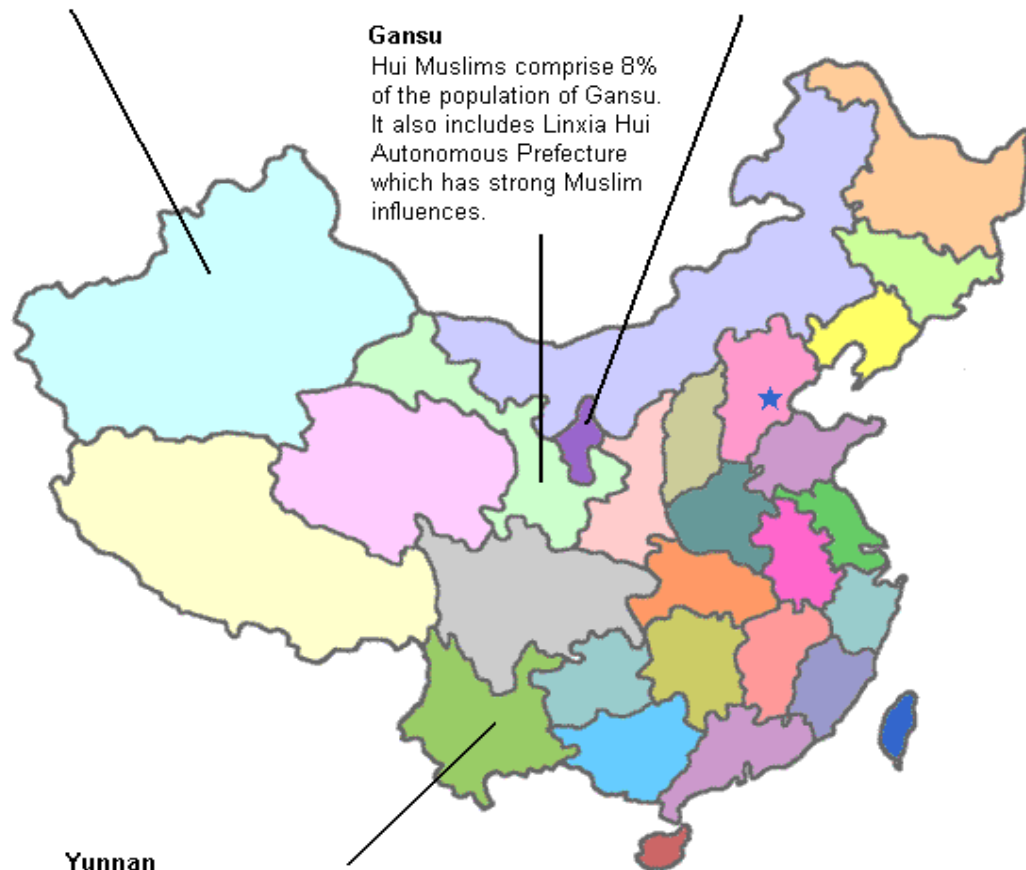 Gansu
Hui Muslims comprise 8%
of the population of Gansu.
It also includes Linxia Hui
Autonomous Prefecture
which has strong Muslim
influences.
Yunnan